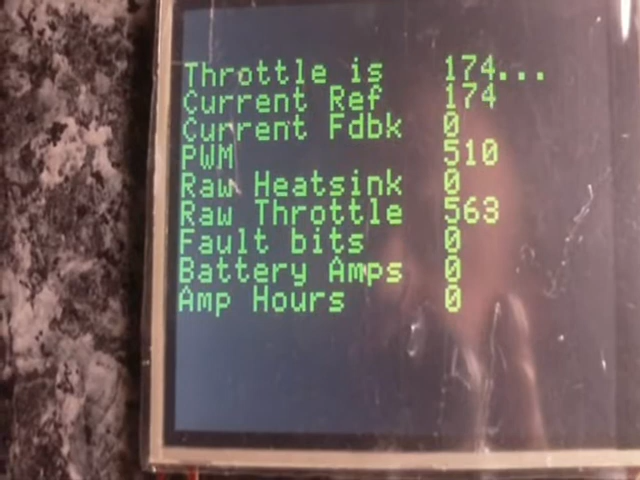 Throttle is 174...
Current Ref 174
Current Fdbk 0
PWM 510
Raw Heatsink 0
Raw Throttle 563
Fault bits 0
Battery Amps 0
Amp Hours 0